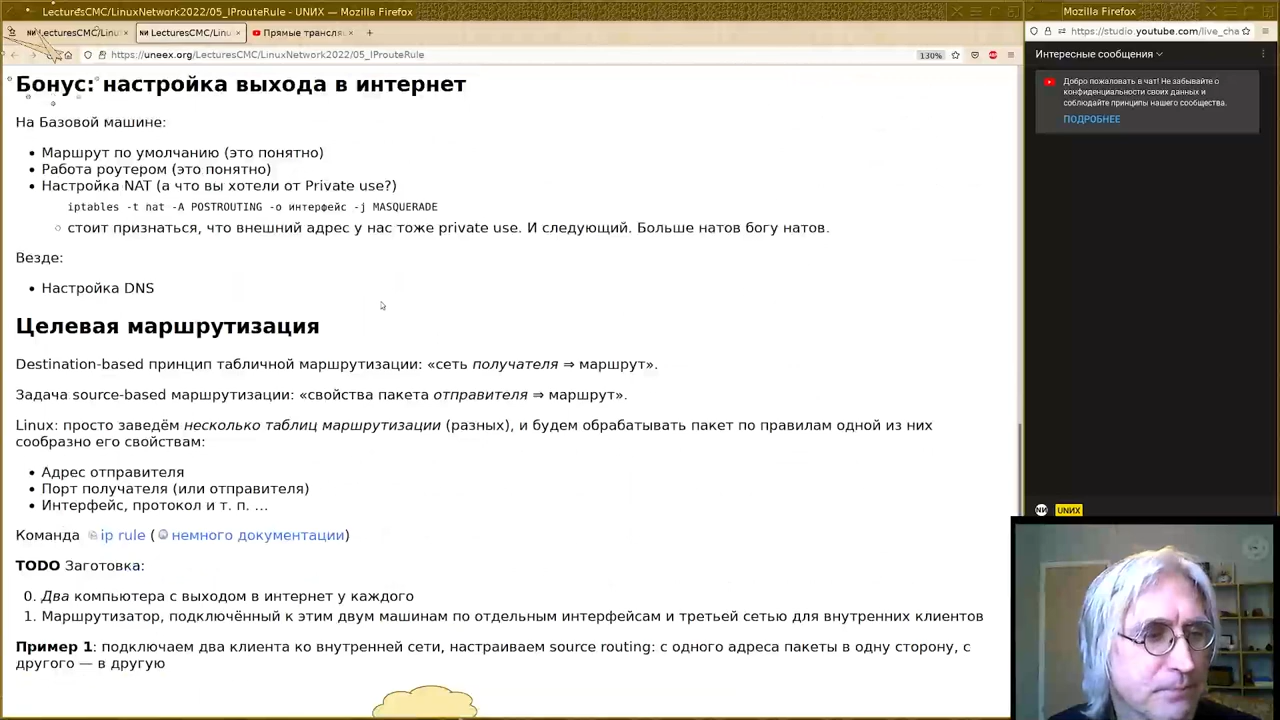 LecturesCMC/LinuxNetwork2022/05_IProuteRule - UNИX — Mozilla Firefox
Mozilla Firefox
LecturesCMC/Linu
LecturesCMC/Linu
Прямые трансляц
https://uneex.org/LecturesCMC/LinuxNetwork2022/05_IProuteRule
130%
https://studio.youtube.com/live_cha
Интересные сообщения
Добро пожаловать в чат! Не забывайте о
конфиденциальности своих данных и
соблюдайте принципы нашего сообщества.
ПОДРОБНЕЕ
Бонус: настройка выхода в интернет
На Базовой машине:
• Маршрут по умолчанию (это понятно)
• Работа роутером (это понятно)
• Настройка NAT (а что вы хотели от Private use?)
iptables -t nat -A POSTROUTING -o интерфейс -j MASQUERADE
◦ стоит признаться, что внешний адрес у нас тоже private use. И следующий. Больше натов богу натов.
Везде:
• Настройка DNS
Целевая маршрутизация
Destination-based принцип табличной маршрутизации: «сеть получателя ⇒ маршрут».
Задача source-based маршрутизации: «свойства пакета отправителя ⇒ маршрут».
Linux: просто заведём несколько таблиц маршрутизации (разных), и будем обрабатывать пакет по правилам одной из них
сообразно его свойствам:
• Адрес отправителя
• Порт получателя (или отправителя)
• Интерфейс, протокол и т. п. …
Команда ip rule (немного документации)
TODO Заготовка:
0. Два компьютера с выходом в интернет у каждого
1. Маршрутизатор, подключённый к этим двум машинам по отдельным интерфейсам и третьей сетью для внутренних клиентов
Пример 1: подключаем два клиента ко внутренней сети, настраиваем source routing: с одного адреса пакеты в одну сторону, с
другого — в другую
UNИX